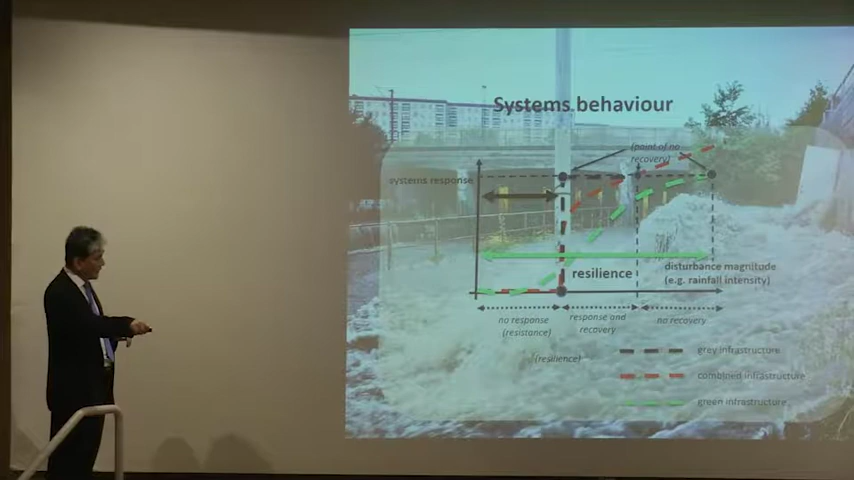 Systems behaviour
(point of no
recovery)
systems response
resilience
disturbance magnitude
(e.g. rainfall intensity)
no response
(resistance)
response and
recovery
no recovery
(resilience)
grey infrastructure
combined infrastructure
green infrastructure